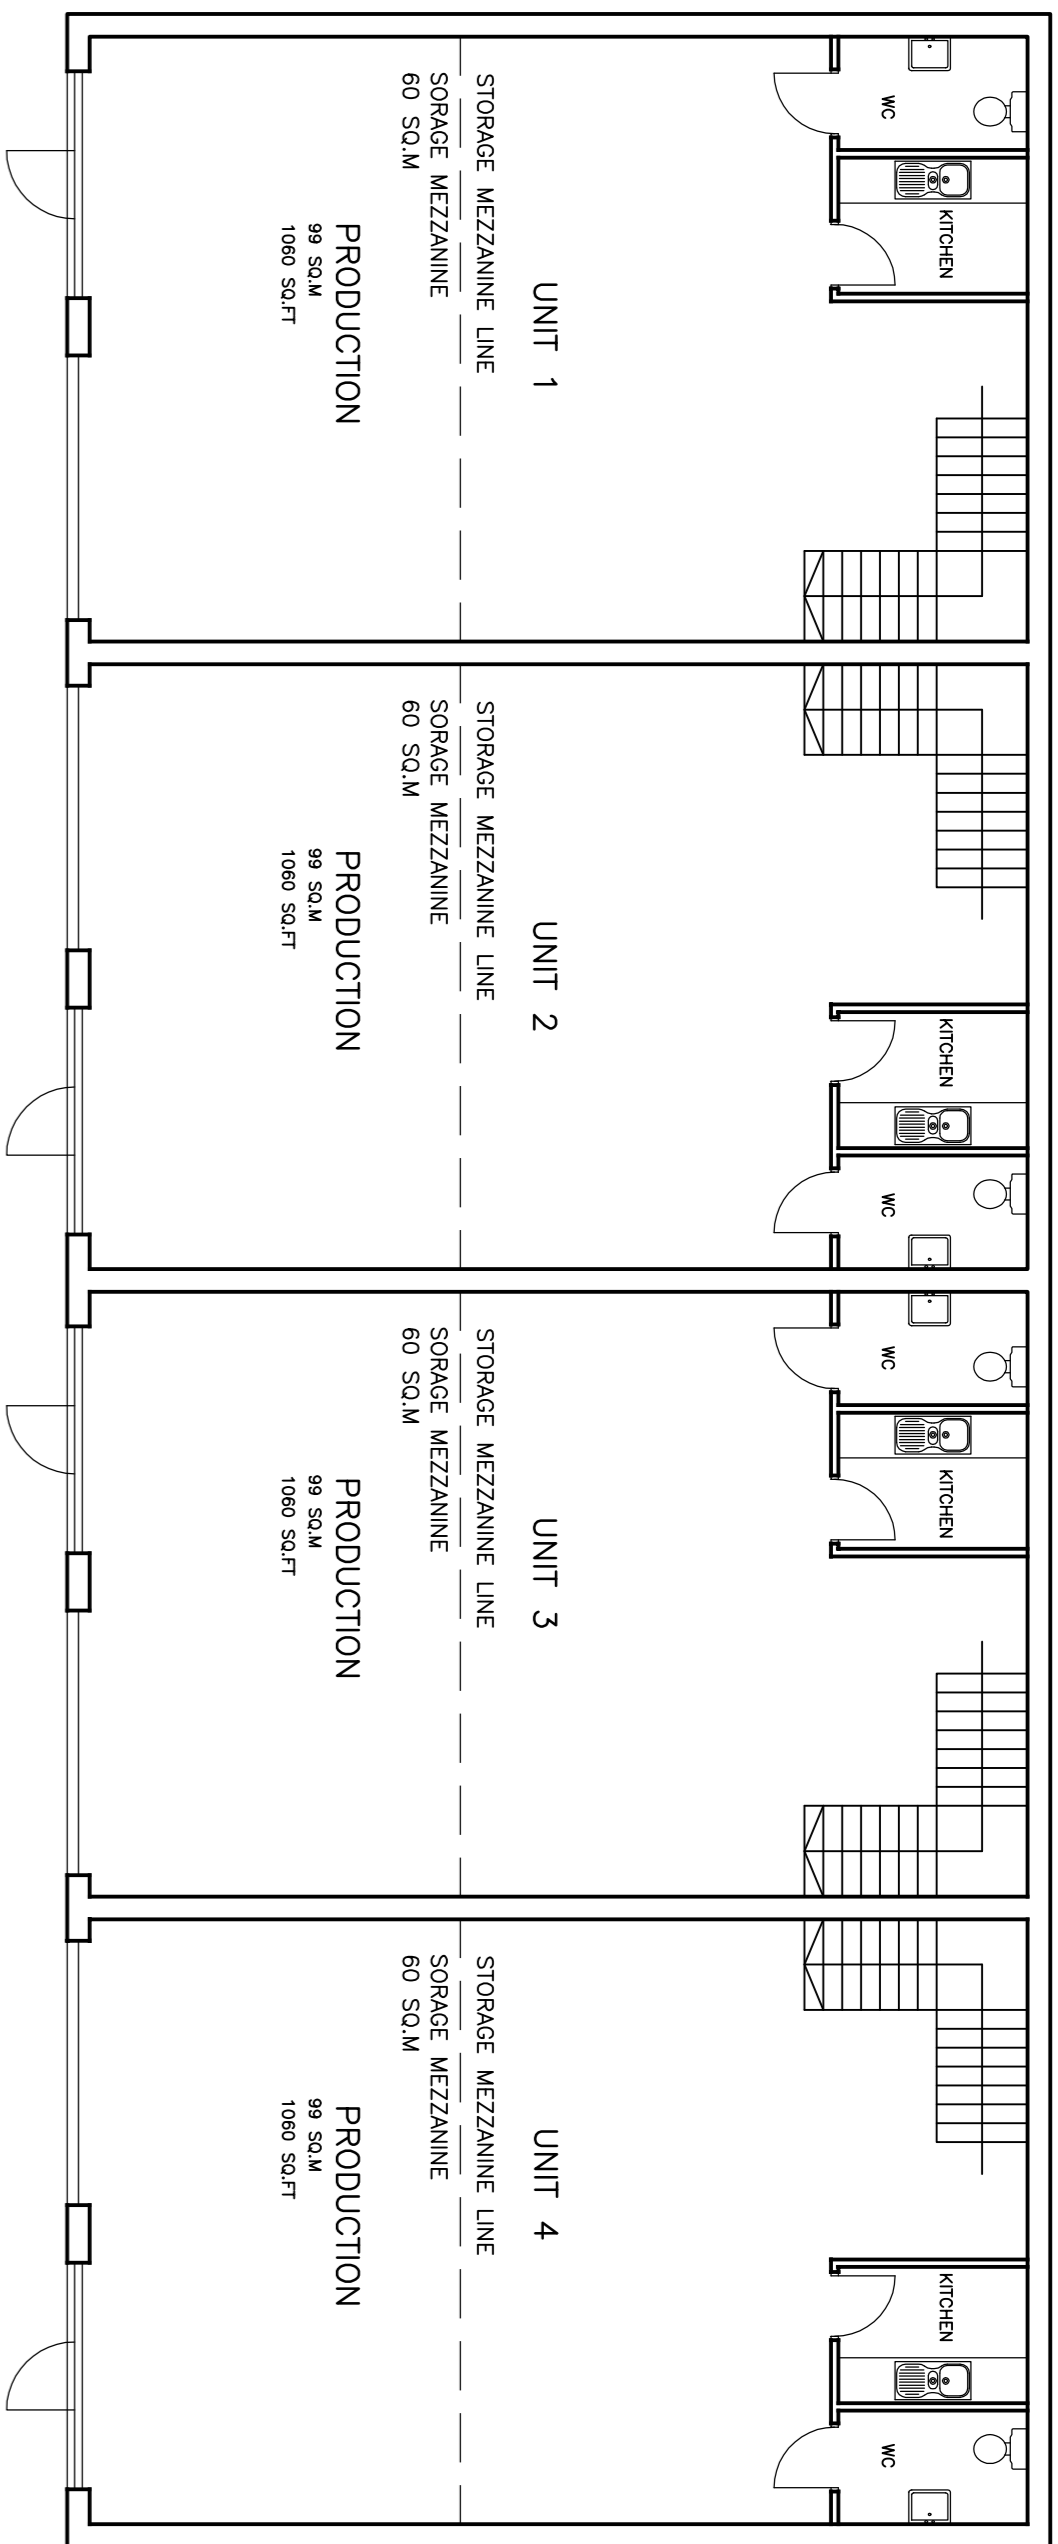 WC
KITCHEN
UNIT 1
STORAGE MEZZANINE LINE
SORAGE MEZZANINE
60 SQ.M
PRODUCTION
99 SQ.M
1060 SQ.FT
KITCHEN
WC
UNIT 2
STORAGE MEZZANINE LINE
SORAGE MEZZANINE
60 SQ.M
PRODUCTION
99 SQ.M
1060 SQ.FT
WC
KITCHEN
UNIT 3
STORAGE MEZZANINE LINE
SORAGE MEZZANINE
60 SQ.M
PRODUCTION
99 SQ.M
1060 SQ.FT
KITCHEN
WC
UNIT 4
STORAGE MEZZANINE LINE
SORAGE MEZZANINE
60 SQ.M
PRODUCTION
99 SQ.M
1060 SQ.FT